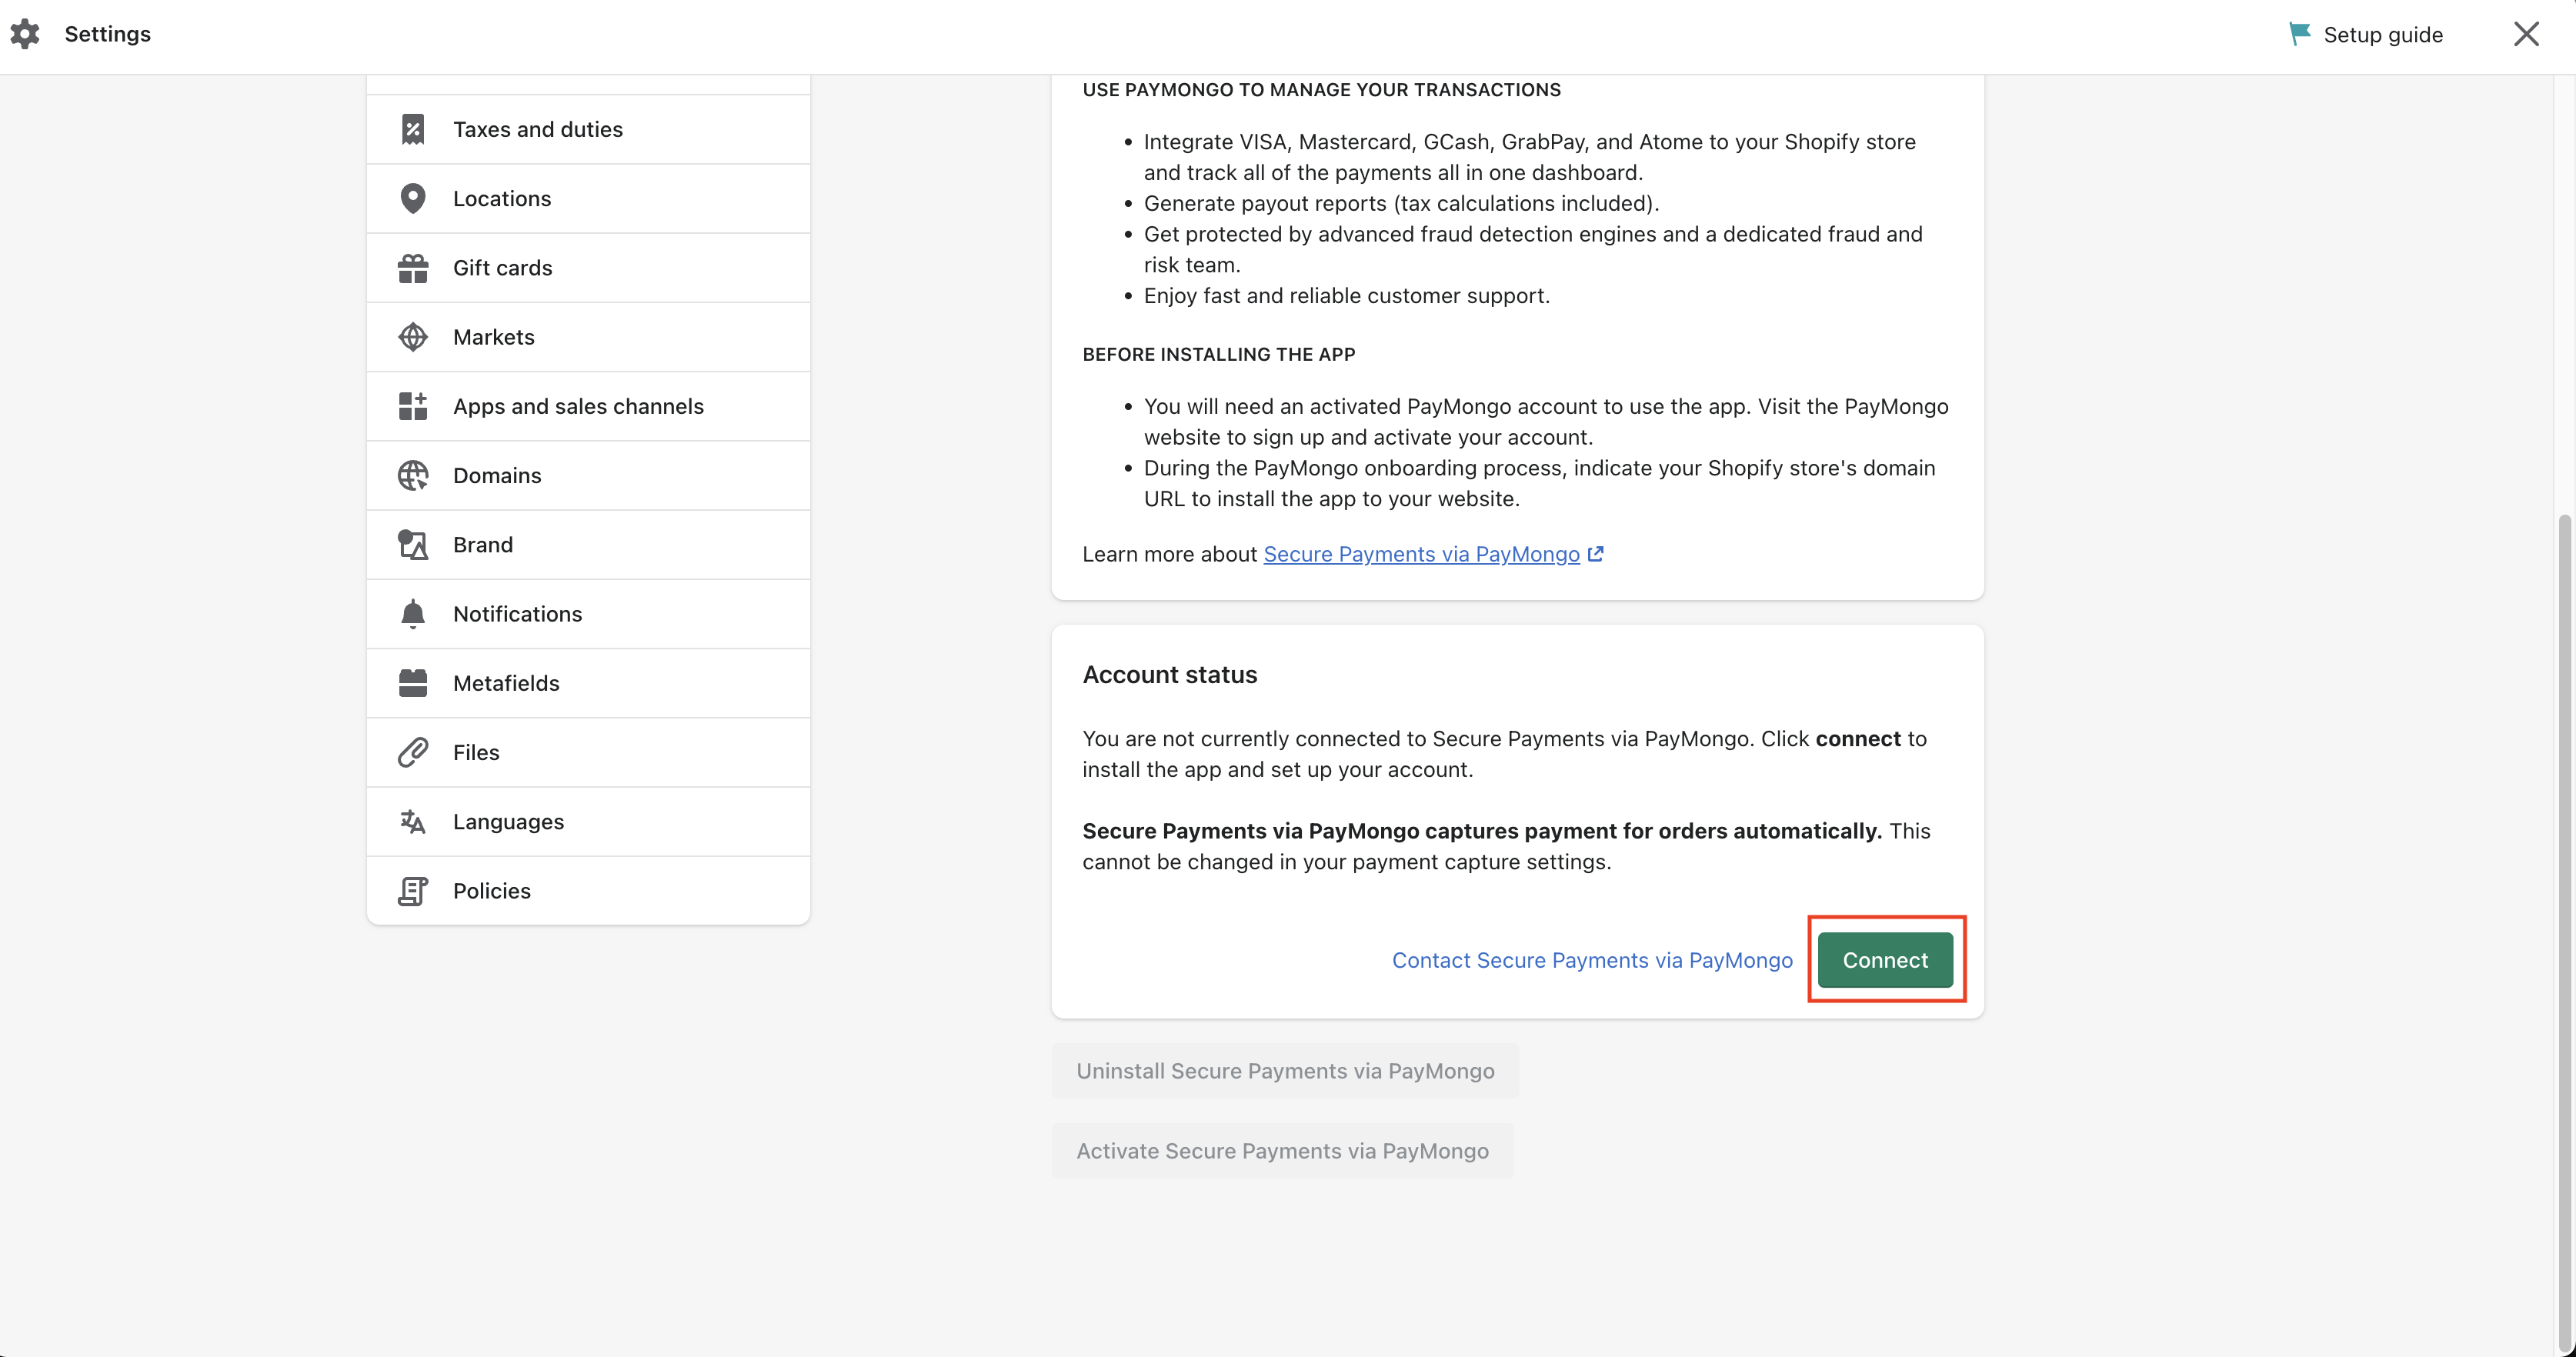 Settings
Setup guide
Taxes and duties
Locations
Gift cards
Markets
Apps and sales channels
Domains
Brand
Notifications
Metafields
Files
Languages
Policies
USE PAYMONGO TO MANAGE YOUR TRANSACTIONS
• Integrate VISA, Mastercard, GCash, GrabPay, and Atome to your Shopify store
and track all of the payments all in one dashboard.
• Generate payout reports (tax calculations included).
• Get protected by advanced fraud detection engines and a dedicated fraud and
risk team.
• Enjoy fast and reliable customer support.
BEFORE INSTALLING THE APP
• You will need an activated PayMongo account to use the app. Visit the PayMongo
website to sign up and activate your account.
• During the PayMongo onboarding process, indicate your Shopify store's domain
URL to install the app to your website.
Learn more about Secure Payments via PayMongo
Account status
You are not currently connected to Secure Payments via PayMongo. Click connect to
install the app and set up your account.
Secure Payments via PayMongo captures payment for orders automatically. This
cannot be changed in your payment capture settings.
Contact Secure Payments via PayMongo
Connect
Uninstall Secure Payments via PayMongo
Activate Secure Payments via PayMongo